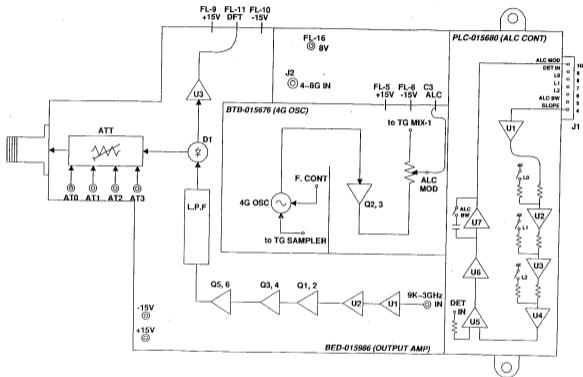 FL-9 FL-11 FL-10
+15V DFT -15V
FL-16
8V
J2
4~8G IN
PLC-015680 (ALC CONT)
ALC MOD
DET IN
L0
L1
L2
ALC BW
SLOPE
10
9
8
7
4
5
6
J1
FL-5 FL-6 C3
+15V -15V ALC
U3
BTB-015676 (4G OSC)
to TG MIX-1
ATT
D1
U1
F. CONT
ALC
MOD
4G OSC
Q2, 3
AT0 AT1 AT2 AT3
L.P.F
to TG SAMPLER
4K
L0
ALC
BW
U7
U2
4K
L1
U3
U6
4K
L2
Q5, 6 Q3, 4 Q1, 2
U2 U1
9K~3GHz
IN
DET
IN
U5
U4
-15V
+15V
BED-015986 (OUTPUT AMP)